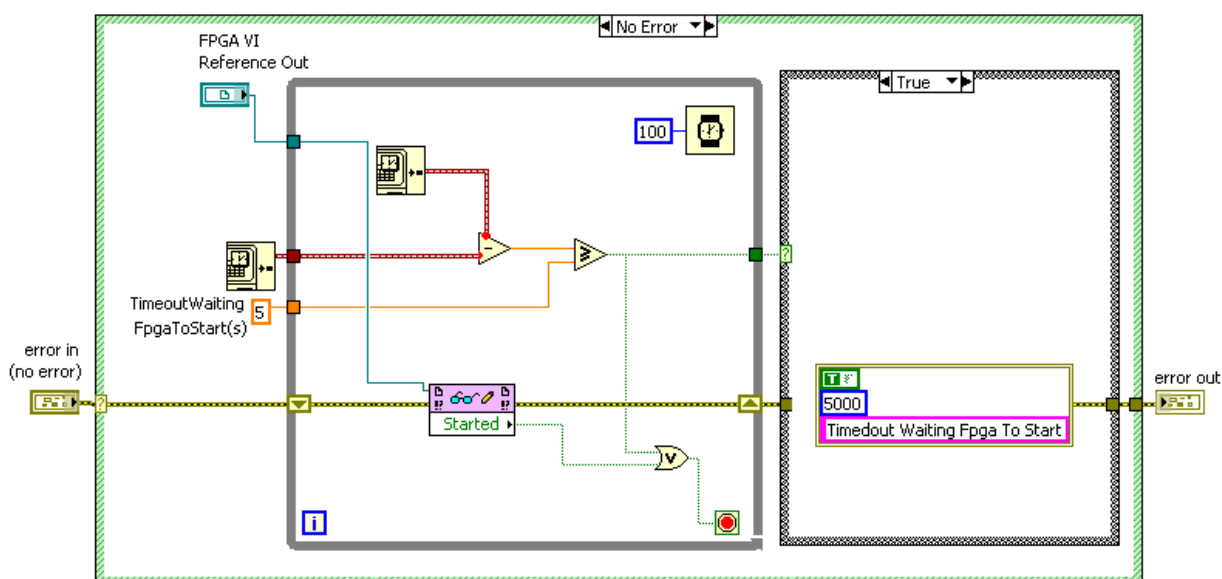 No Error
FPGA VI
Reference Out
True
100
TimeoutWaiting
FpgaToStart(s)
5
error in
(no error)
error out
T
5000
Started
Timedout Waiting Fpga To Start
i